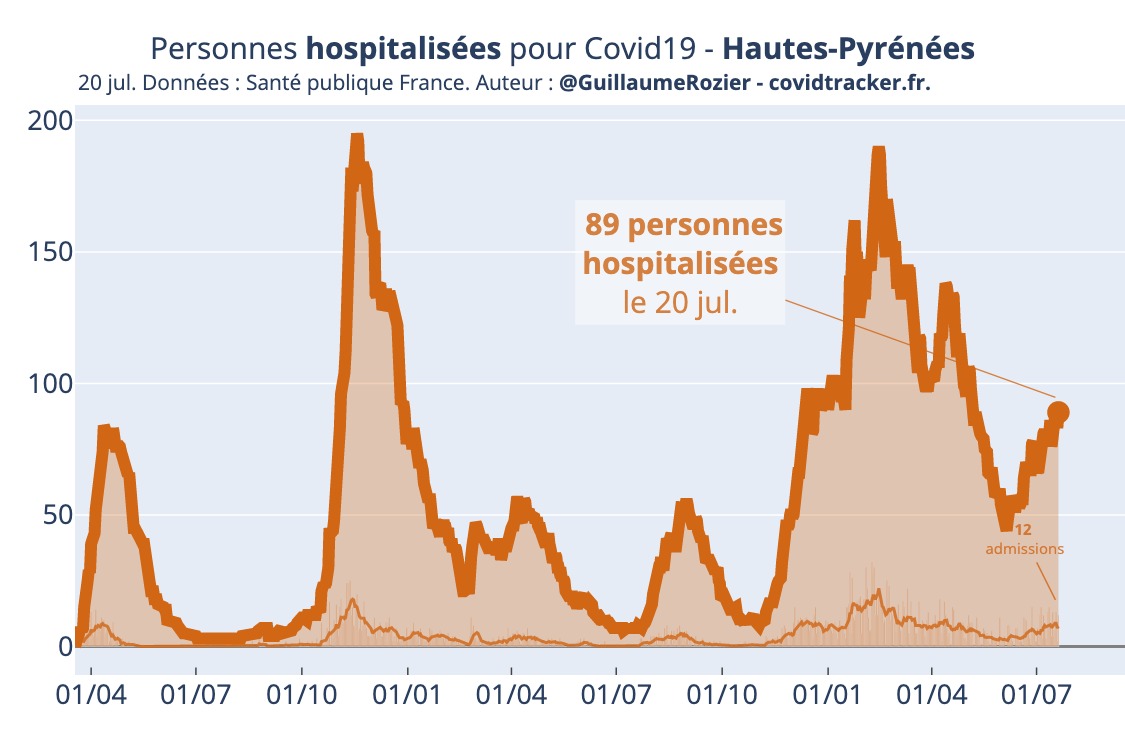 Personnes hospitalisées pour Covid19 - Hautes-Pyrénées
20 jul. Données : Santé publique France. Auteur : @GuillaumeRozier - covidtracker.fr.
200
150
100
50
0
89 personnes
hospitalisées
le 20 jul.
12
admissions
01/04 01/07 01/10 01/01 01/04 01/07 01/10 01/01 01/04 01/07